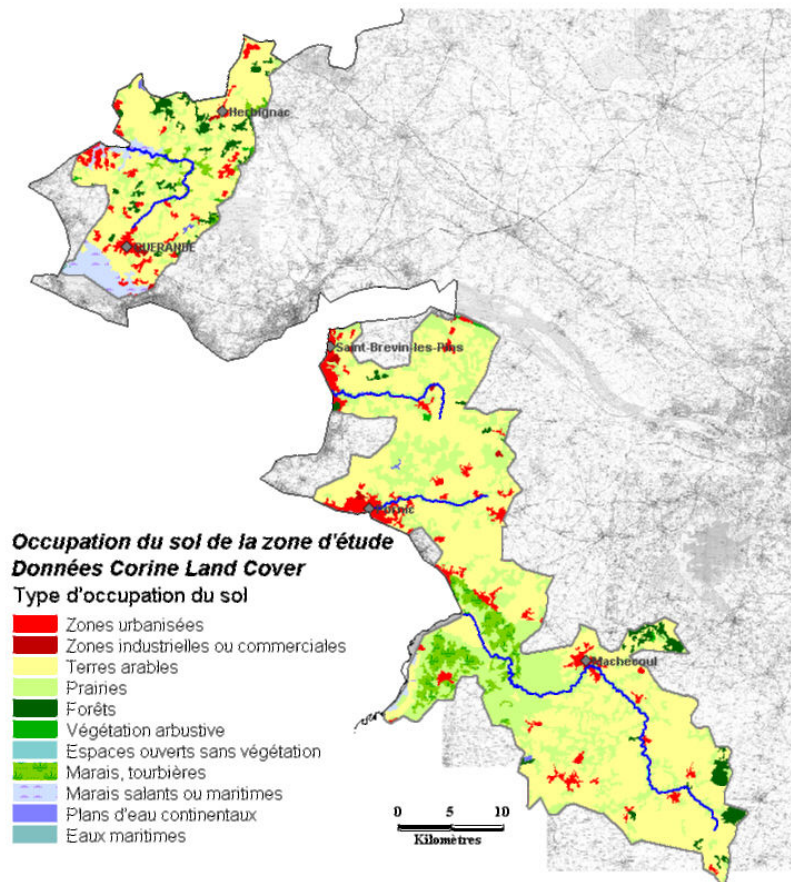 Herbignac
GUERANDE
Saint-Brevin-les-Pins
Pornic
Machecoul
Occupation du sol de la zone d'étude
Données Corine Land Cover
Type d'occupation du sol
Zones urbanisées
Zones industrielles ou commerciales
Terres arables
Prairies
Forêts
Végétation arbustive
Espaces ouverts sans végétation
Marais, tourbières
Marais salants ou maritimes
Plans d'eau continentaux
Eaux maritimes
0 5 10
Kilomètres